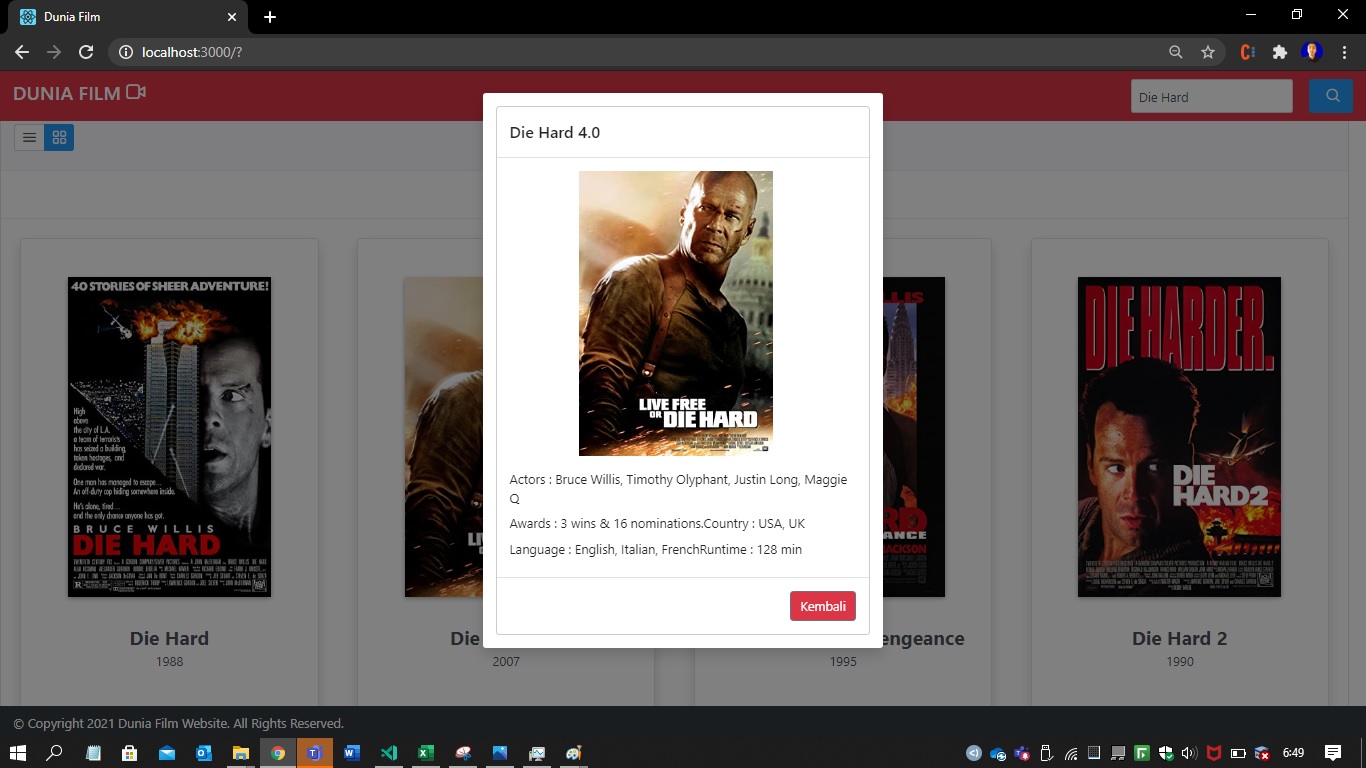 Dunia Film
localhost:3000/?
DUNIA FILM
Die Hard
Die Hard 4.0
LIVE FREE
OR DIE HARD
Actors : Bruce Willis, Timothy Olyphant, Justin Long, Maggie
Q
Awards : 3 wins & 16 nominations.Country : USA, UK
Language : English, Italian, FrenchRuntime : 128 min
Kembali
40 STORIES OF SHEER ADVENTURE!
High
above
the city of L.A.
a team of terrorists
has seized a building,
taken hostages, and
declared war.
One man has managed to escape...
An off-duty cop hiding somewhere inside.
He's alone, tired...
and the only chance anyone has got.
BRUCE WILLIS
DIE HARD
Die Hard
1988
Die
2007
engeance
1995
DIE HARDER.
DIE
HARD2
Die Hard 2
1990
© Copyright 2021 Dunia Film Website. All Rights Reserved.
6:49